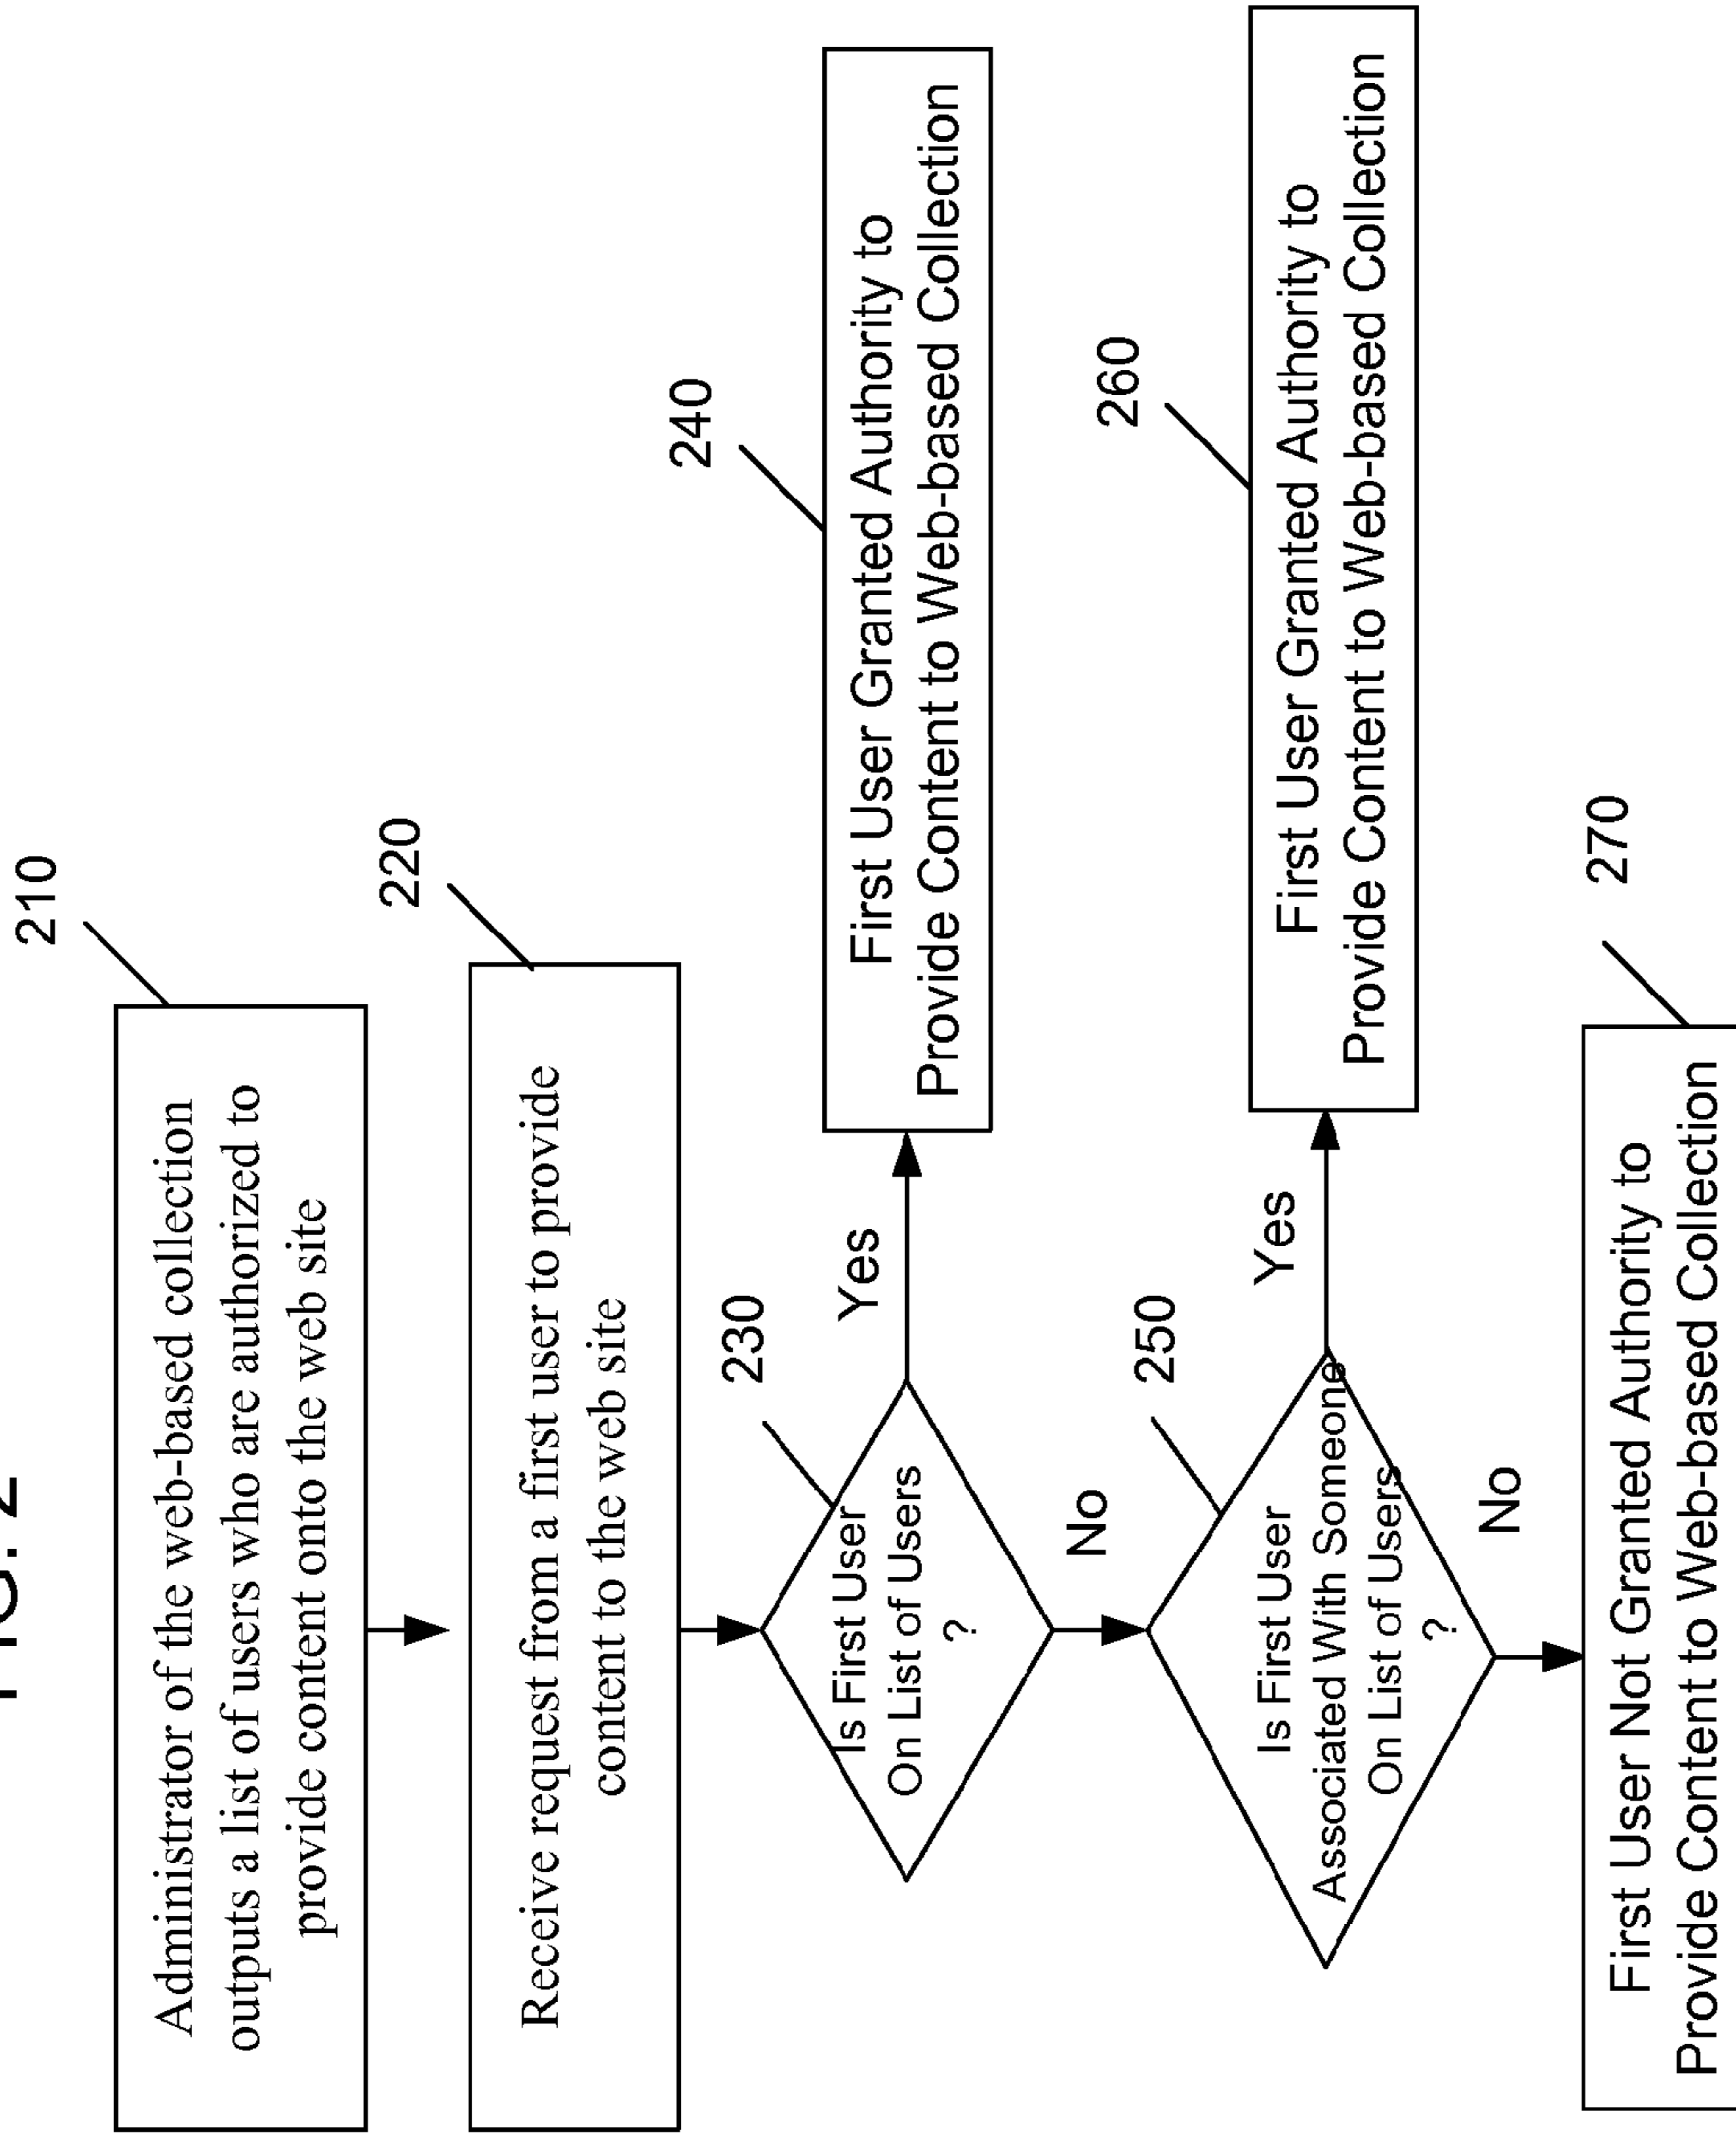 FIG. 2
210
Administrator of the web-based collection
outputs a list of users who are authorized to
provide content onto the web site
220
Receive request from a first user to provide
content to the web site
230
Is First User
On List of Users
?
Yes
240
First User Granted Authority to
Provide Content to Web-based Collection
No
250
Is First User
Associated With Someone
On List of Users
?
Yes
260
First User Granted Authority to
Provide Content to Web-based Collection
No
270
First User Not Granted Authority to
Provide Content to Web-based Collection